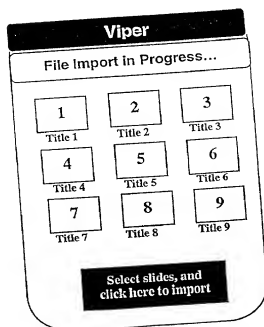 Viper
File Import in Progress...
1 2 3
Title 1 Title 2 Title 3
4 5 6
Title 4 Title 5 Title 6
7 8 9
Title 7 Title 8 Title 9
Select slides, and
click here to import